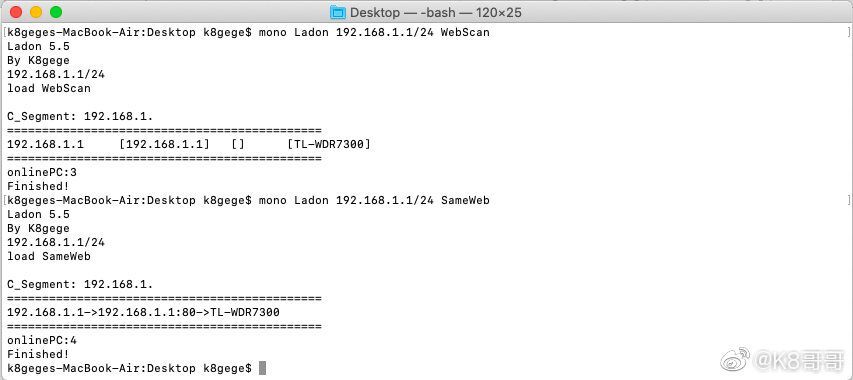 Desktop — -bash — 120×25
[k8geges-MacBook-Air:Desktop k8gege$ mono Ladon 192.168.1.1/24 WebScan ]
Ladon 5.5
By K8gege
192.168.1.1/24
load WebScan
C_Segment: 192.168.1.
=============================================
192.168.1.1     [192.168.1.1]   []      [TL-WDR7300]
=============================================
onlinePC:3
Finished!
[k8geges-MacBook-Air:Desktop k8gege$ mono Ladon 192.168.1.1/24 SameWeb ]
Ladon 5.5
By K8gege
192.168.1.1/24
load SameWeb
C_Segment: 192.168.1.
=============================================
192.168.1.1->192.168.1.1:80->TL-WDR7300
=============================================
onlinePC:4
Finished!
k8geges-MacBook-Air:Desktop k8gege$
@K8哥哥